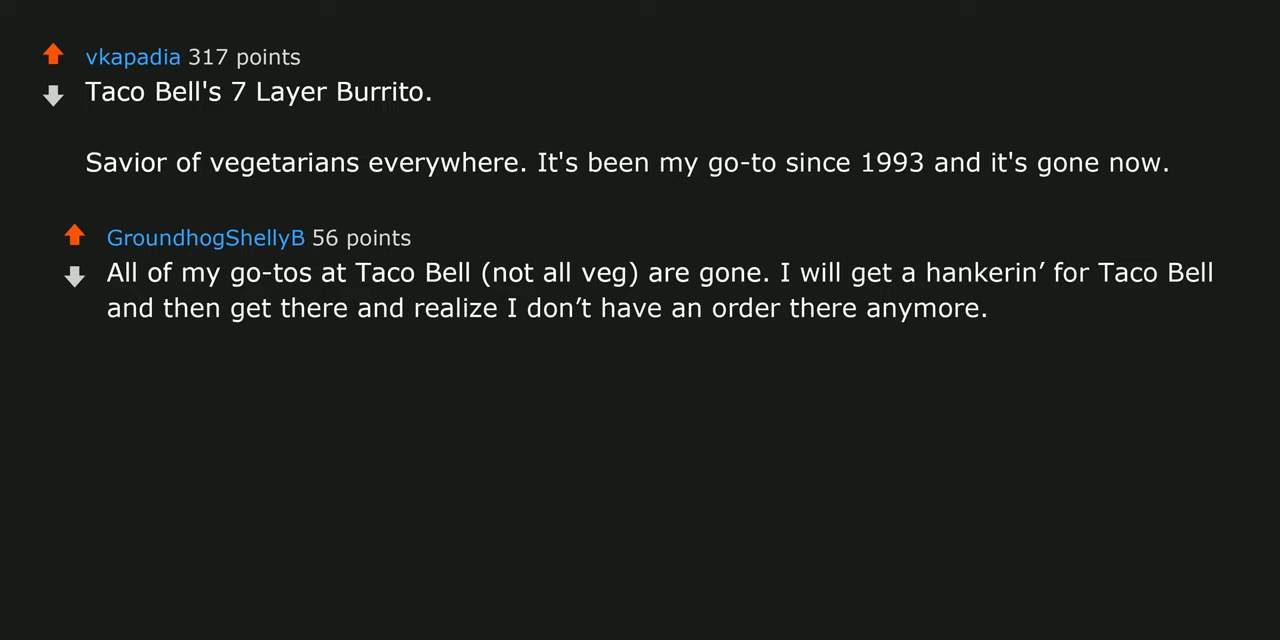 vkapadia 317 points
Taco Bell's 7 Layer Burrito.
Savior of vegetarians everywhere. It's been my go-to since 1993 and it's gone now.
GroundhogShellyB 56 points
All of my go-tos at Taco Bell (not all veg) are gone. I will get a hankerin’ for Taco Bell
and then get there and realize I don’t have an order there anymore.